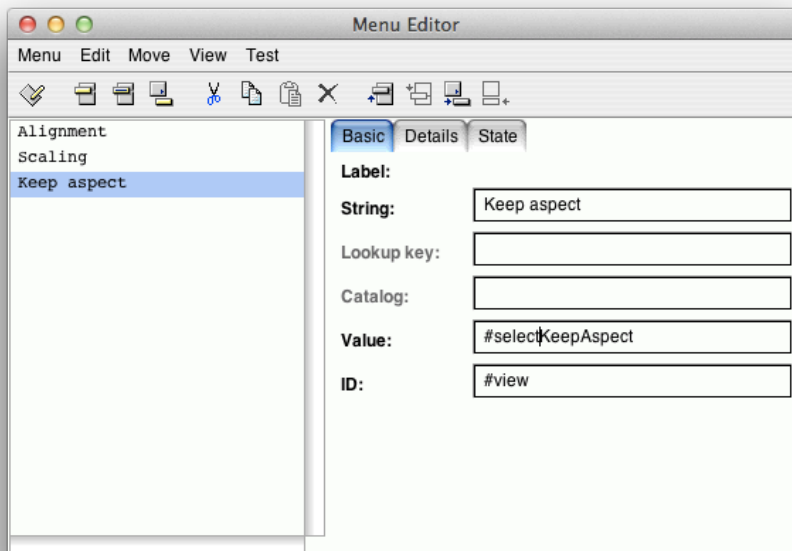 Menu Editor
Menu Edit Move View Test
Alignment
Scaling
Keep aspect
Basic Details State
Label:
String: Keep aspect
Lookup key:
Catalog:
Value: #selectKeepAspect
ID: #view